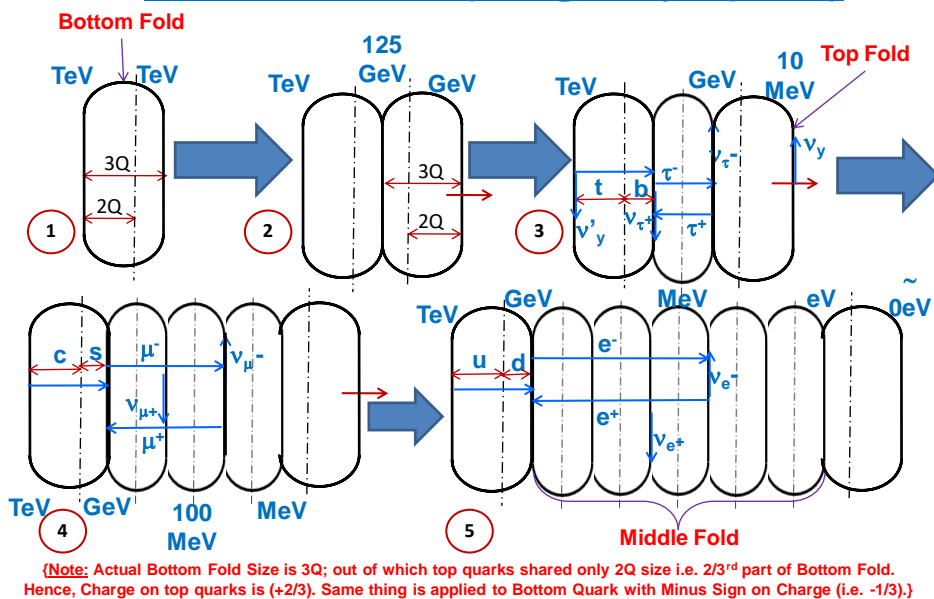 Bottom Fold
TeV TeV
3Q
2Q
1
TeV
125
GeV
GeV
3Q
2Q
2
TeV
GeV
10
MeV
Top Fold
τ-
ντ-
νy
t b
ν'y
ντ+
τ+
3
c s
μ-
νμ-
νμ+
μ+
TeV
GeV
100
MeV
MeV
4
TeV
GeV
MeV
eV
~
0eV
u d
e-
νe-
e+
νe+
5
Middle Fold
{Note: Actual Bottom Fold Size is 3Q; out of which top quarks shared only 2Q size i.e. 2/3rd part of Bottom Fold.
Hence, Charge on top quarks is (+2/3). Same thing is applied to Bottom Quark with Minus Sign on Charge (i.e. -1/3).}